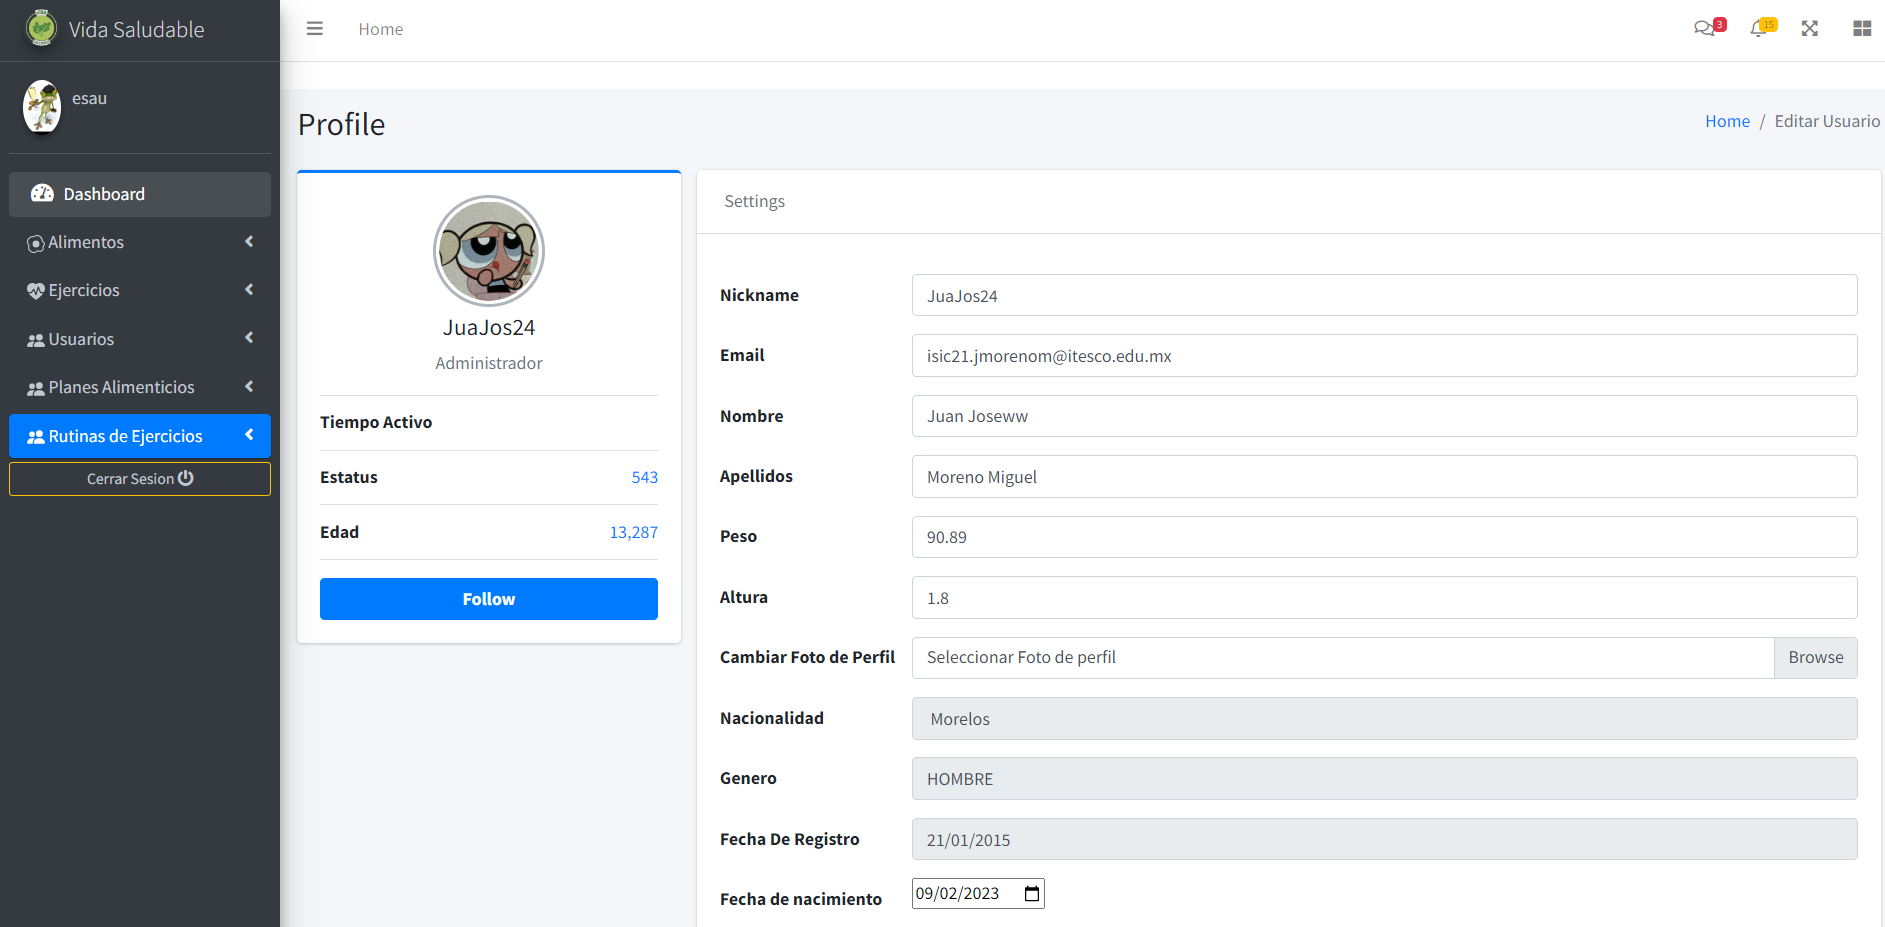 Vida Saludable
Home
3
15
esau
Profile
Home / Editar Usuario
Dashboard
Alimentos
Ejercicios
Usuarios
Planes Alimenticios
Rutinas de Ejercicios
Cerrar Sesion
JuaJos24
Administrador
Tiempo Activo
Estatus 543
Edad 13,287
Follow
Settings
Nickname JuaJos24
Email isic21.jmorenom@itesco.edu.mx
Nombre Juan Joseww
Apellidos Moreno Miguel
Peso 90.89
Altura 1.8
Cambiar Foto de Perfil Seleccionar Foto de perfil Browse
Nacionalidad Morelos
Genero HOMBRE
Fecha De Registro 21/01/2015
Fecha de nacimiento 09/02/2023